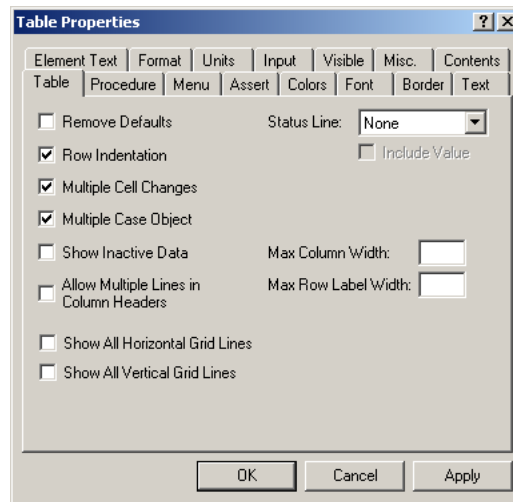 Table Properties
Element Text Format Units Input Visible Misc. Contents
Table Procedure Menu Assert Colors Font Border Text
Remove Defaults Status Line: None
Row Indentation Include Value
Multiple Cell Changes
Multiple Case Object
Show Inactive Data Max Column Width:
Allow Multiple Lines in
Column Headers Max Row Label Width:
Show All Horizontal Grid Lines
Show All Vertical Grid Lines
OK Cancel Apply